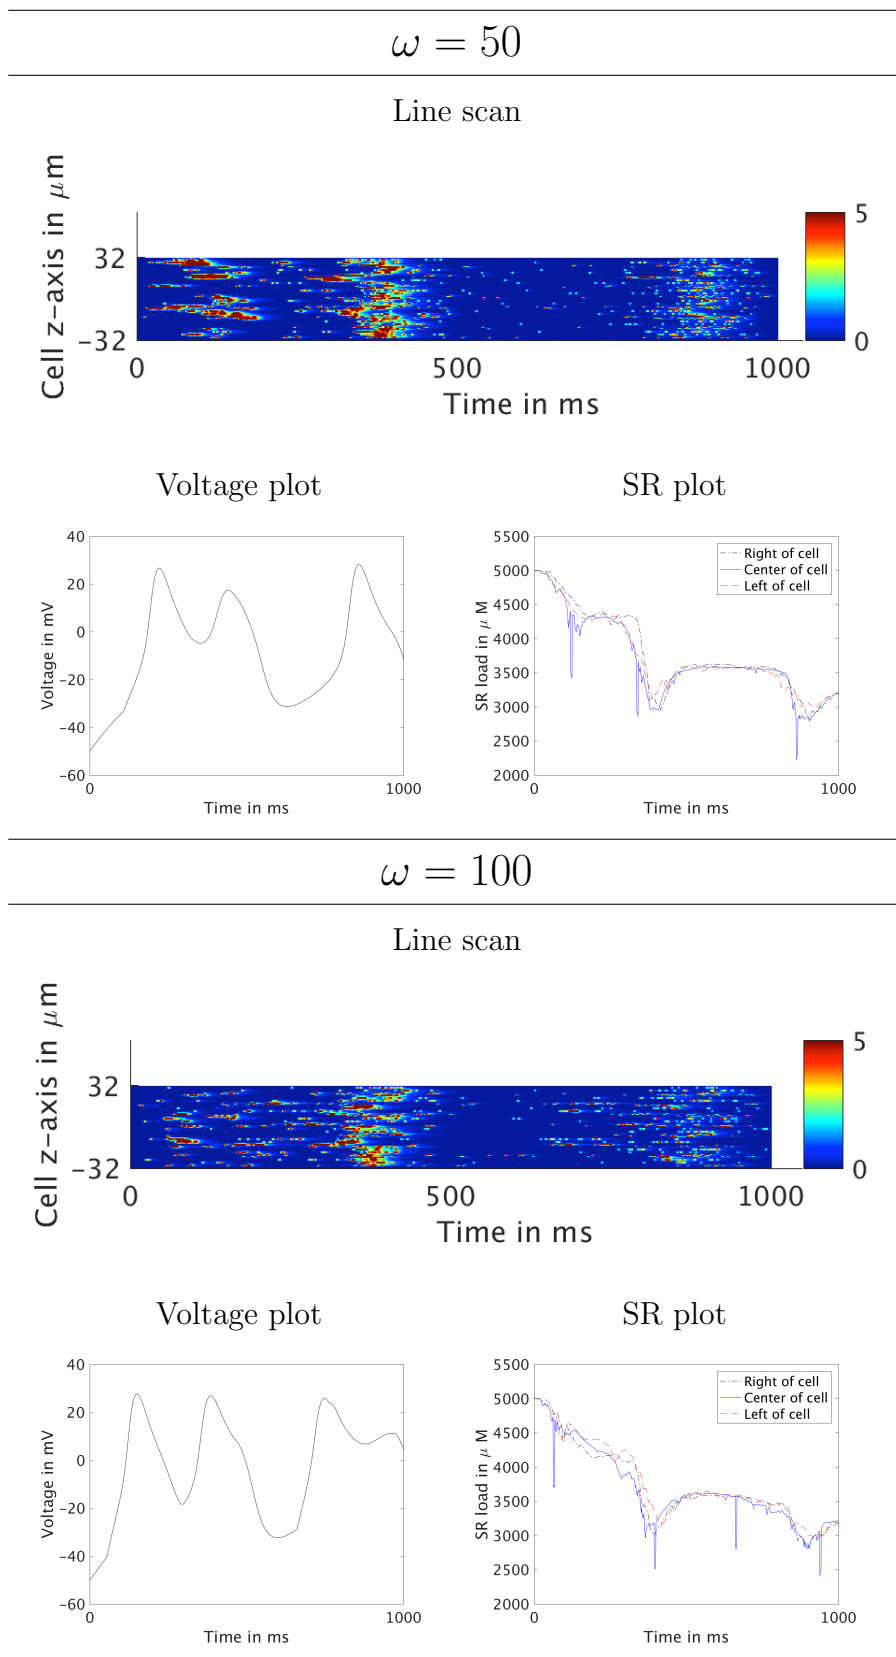 ω = 50
Line scan
Cell z-axis in μm
32
-32
0
500
1000
Time in ms
5
0
Voltage plot
SR plot
Voltage in mV
40
20
0
-20
-40
-60
0
1000
Time in ms
SR load in μ M
5500
5000
4500
4000
3500
3000
2500
2000
Right of cell
Center of cell
Left of cell
0
1000
Time in ms
ω = 100
Line scan
Cell z-axis in μm
32
-32
0
500
1000
Time in ms
5
0
Voltage plot
SR plot
Voltage in mV
40
20
0
-20
-40
-60
0
1000
Time in ms
SR load in μ M
5500
5000
4500
4000
3500
3000
2500
2000
Right of cell
Center of cell
Left of cell
0
1000
Time in ms